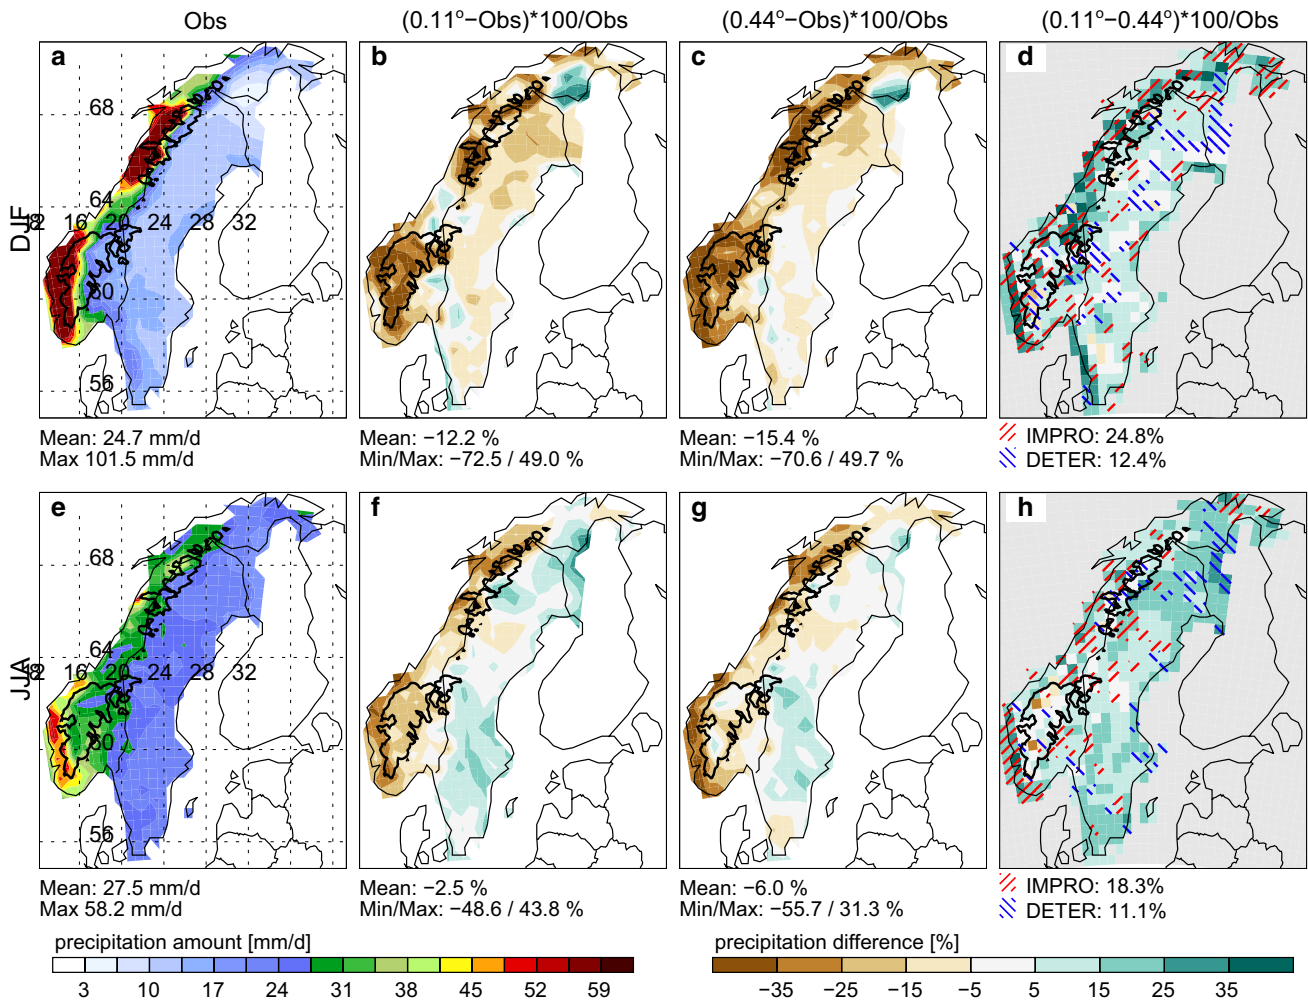 Obs
(0.11°−Obs)*100/Obs
(0.44°−Obs)*100/Obs
(0.11°−0.44°)*100/Obs
DJF
a
68
64
8 12 16 20 24 28 32
60
56
b
c
d
Mean: 24.7 mm/d
Max 101.5 mm/d
Mean: −12.2 %
Min/Max: −72.5 / 49.0 %
Mean: −15.4 %
Min/Max: −70.6 / 49.7 %
IMPRO: 24.8%
DETER: 12.4%
JJA
e
68
64
8 12 16 20 24 28 32
60
56
f
g
h
Mean: 27.5 mm/d
Max 58.2 mm/d
Mean: −2.5 %
Min/Max: −48.6 / 43.8 %
Mean: −6.0 %
Min/Max: −55.7 / 31.3 %
IMPRO: 18.3%
DETER: 11.1%
precipitation amount [mm/d]
3 10 17 24 31 38 45 52 59
precipitation difference [%]
−35 −25 −15 −5 5 15 25 35